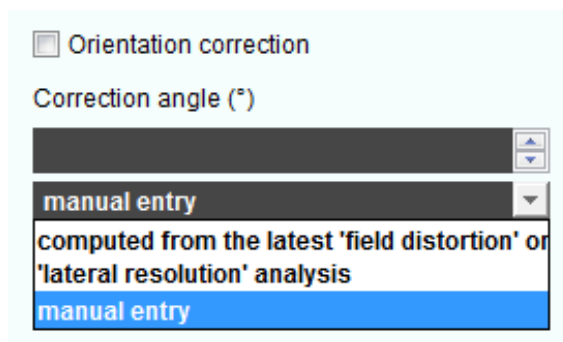 Orientation correction
Correction angle (°)
manual entry
computed from the latest 'field distortion' or
'lateral resolution' analysis
manual entry